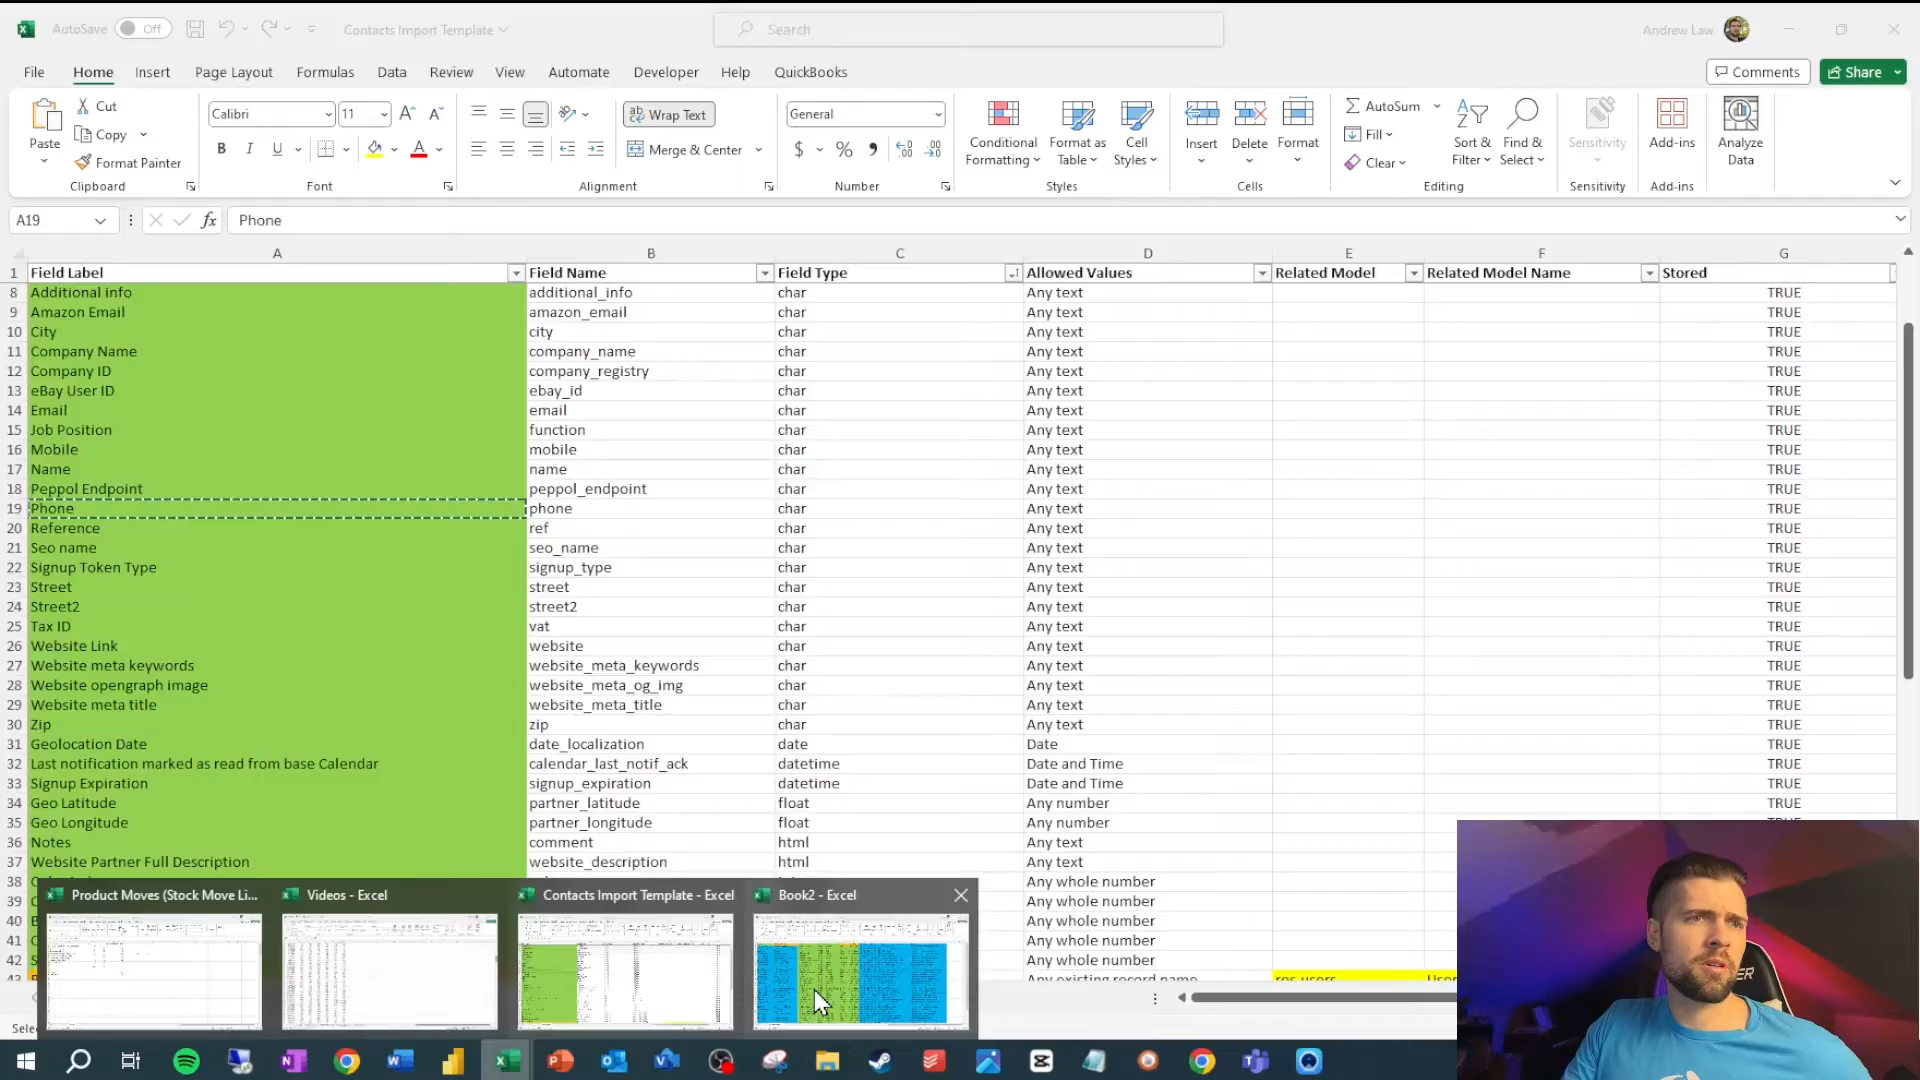 AutoSave Off Contacts Import Template Search Andrew Law
File Home Insert Page Layout Formulas Data Review View Automate Developer Help QuickBooks Comments Share
Cut Calibri 11 Wrap Text General AutoSum
Copy Fill
Paste Format Painter B I U Merge & Center $ % Conditional Formatting Format as Table Cell Styles Insert Delete Format Clear Sort & Filter Find & Select Sensitivity Add-ins Analyze Data
Clipboard Font Alignment Number Styles Cells Editing Sensitivity Add-ins
A19 fx Phone
A B C D E F G
1 Field Label Field Name Field Type Allowed Values Related Model Related Model Name Stored
8 Additional info additional_info char Any text TRUE
9 Amazon Email amazon_email char Any text TRUE
10 City city char Any text TRUE
11 Company Name company_name char Any text TRUE
12 Company ID company_registry char Any text TRUE
13 eBay User ID ebay_id char Any text TRUE
14 Email email char Any text TRUE
15 Job Position function char Any text TRUE
16 Mobile mobile char Any text TRUE
17 Name name char Any text TRUE
18 Peppol Endpoint peppol_endpoint char Any text TRUE
19 Phone phone char Any text TRUE
20 Reference ref char Any text TRUE
21 Seo name seo_name char Any text TRUE
22 Signup Token Type signup_type char Any text TRUE
23 Street street char Any text TRUE
24 Street2 street2 char Any text TRUE
25 Tax ID vat char Any text TRUE
26 Website Link website char Any text TRUE
27 Website meta keywords website_meta_keywords char Any text TRUE
28 Website opengraph image website_meta_og_img char Any text TRUE
29 Website meta title website_meta_title char Any text TRUE
30 Zip zip char Any text TRUE
31 Geolocation Date date_localization date Date TRUE
32 Last notification marked as read from base Calendar calendar_last_notif_ack datetime Date and Time TRUE
33 Signup Expiration signup_expiration datetime Date and Time TRUE
34 Geo Latitude partner_latitude float Any number TRUE
35 Geo Longitude partner_longitude float Any number
36 Notes comment html Any text
37 Website Partner Full Description website_description html Any text
38 Any whole number
39 Any whole number
40 Any whole number
41 Any whole number
42 Any whole number
43 Any existing record name res.users
Product Moves (Stock Move Li... Videos - Excel Contacts Import Template - Excel Book2 - Excel